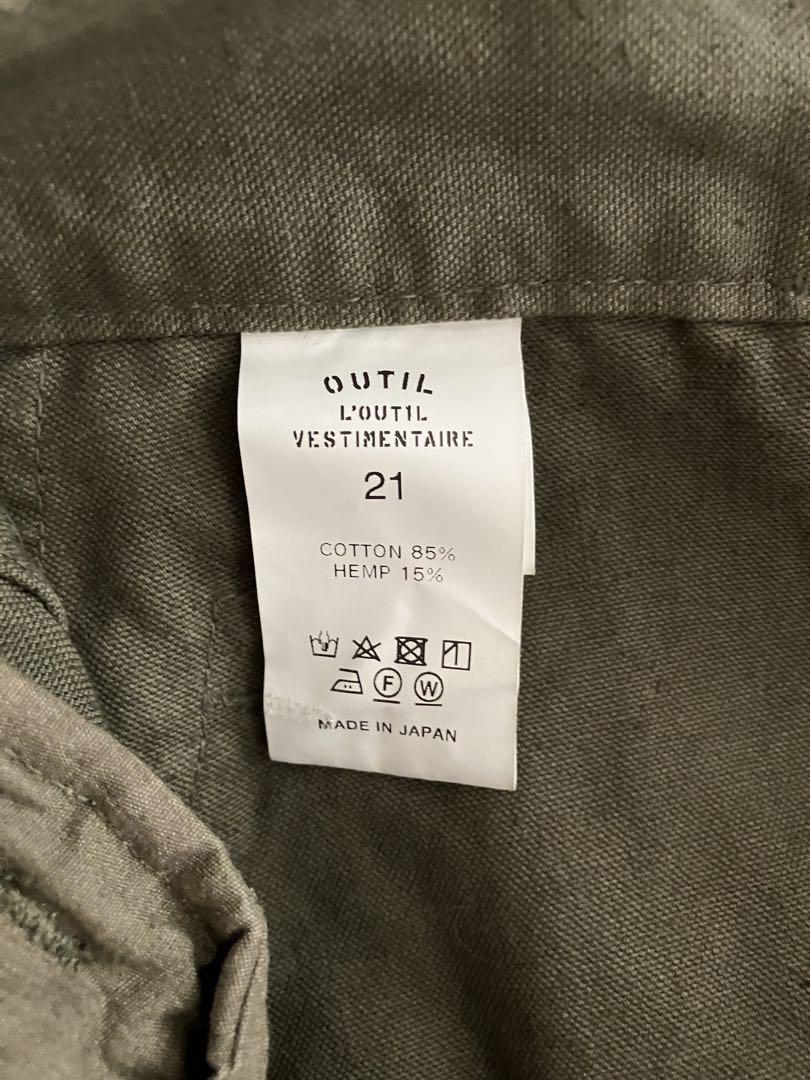 OUTIL
L'OUTIL
VESTIMENTAIRE
21
COTTON 85%
HEMP 15%
F W
MADE IN JAPAN